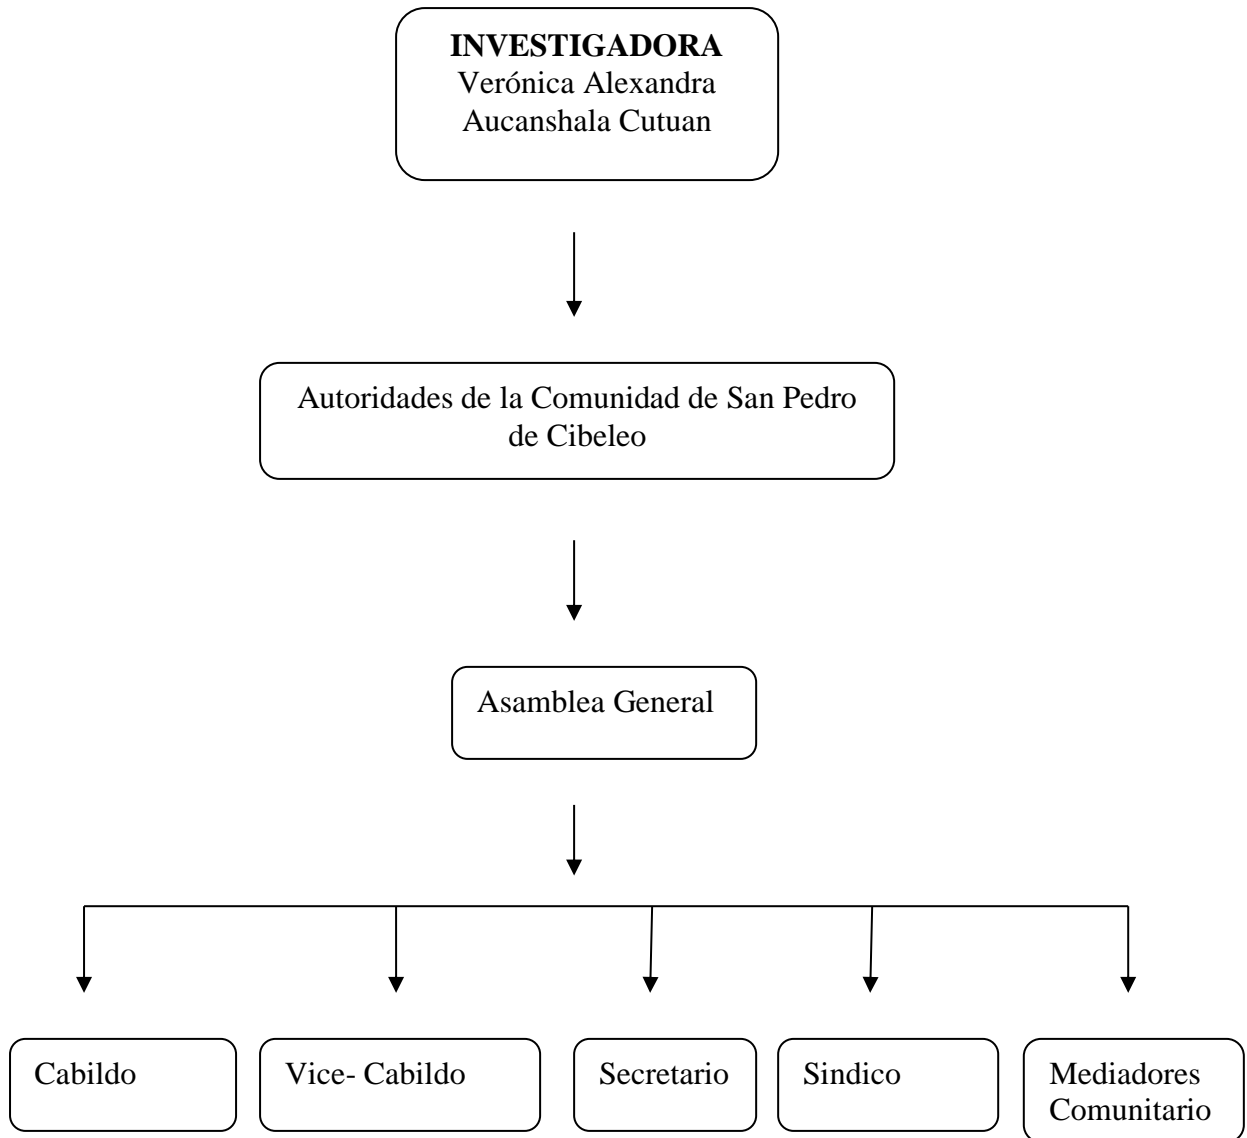 INVESTIGADORA
Verónica Alexandra
Aucanshala Cutuan
Autoridades de la Comunidad de San Pedro
de Cibeleo
Asamblea General
Cabildo
Vice- Cabildo
Secretario
Sindico
Mediadores
Comunitario